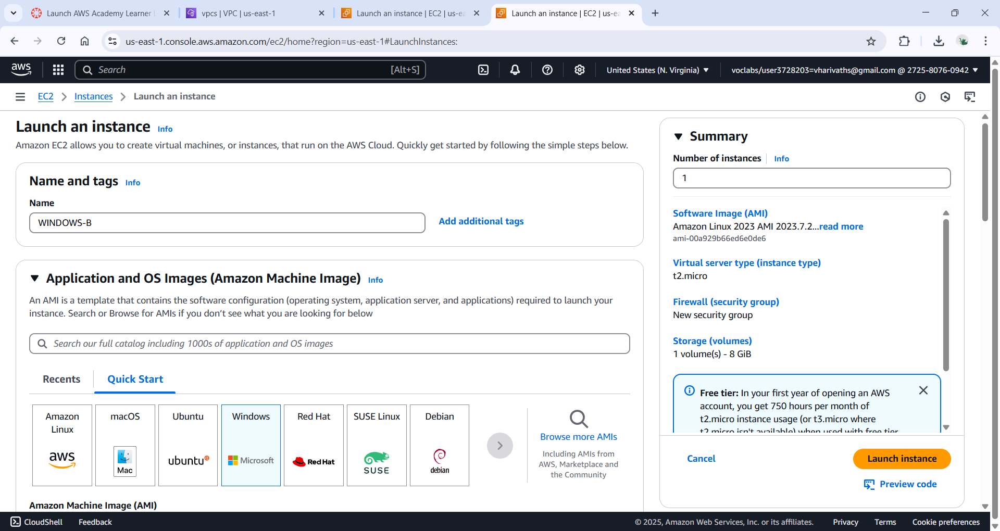 Launch AWS Academy Learner L
vpcs | VPC | us-east-1
Launch an instance | EC2 | us-ea
Launch an instance | EC2 | us-ea
us-east-1.console.aws.amazon.com/ec2/home?region=us-east-1#LaunchInstances:
aws
Search
[Alt+S]
United States (N. Virginia)
voclabs/user3728203=vharivaths@gmail.com @ 2725-8076-0942
EC2
Instances
Launch an instance
Launch an instance Info
Amazon EC2 allows you to create virtual machines, or instances, that run on the AWS Cloud. Quickly get started by following the simple steps below.
Name and tags Info
Name
WINDOWS-B
Add additional tags
Application and OS Images (Amazon Machine Image) Info
An AMI is a template that contains the software configuration (operating system, application server, and applications) required to launch your
instance. Search or Browse for AMIs if you don’t see what you are looking for below
Search our full catalog including 1000s of application and OS images
Recents
Quick Start
Amazon
Linux
aws
macOS
Mac
Ubuntu
ubuntu
Windows
Microsoft
Red Hat
Red Hat
SUSE Linux
SUSE
Debian
debian
Browse more AMIs
Including AMIs from
AWS, Marketplace and
the Community
Amazon Machine Image (AMI)
Summary
Number of instances Info
1
Software Image (AMI)
Amazon Linux 2023 AMI 2023.7.2...read more
ami-00a929b66ed6e0de6
Virtual server type (instance type)
t2.micro
Firewall (security group)
New security group
Storage (volumes)
1 volume(s) - 8 GiB
Free tier: In your first year of opening an AWS
account, you get 750 hours per month of
t2.micro instance usage (or t3.micro where
t2.micro isn't available) when used with free tier
Cancel
Launch instance
Preview code
CloudShell
Feedback
© 2025, Amazon Web Services, Inc. or its affiliates.
Privacy
Terms
Cookie preferences